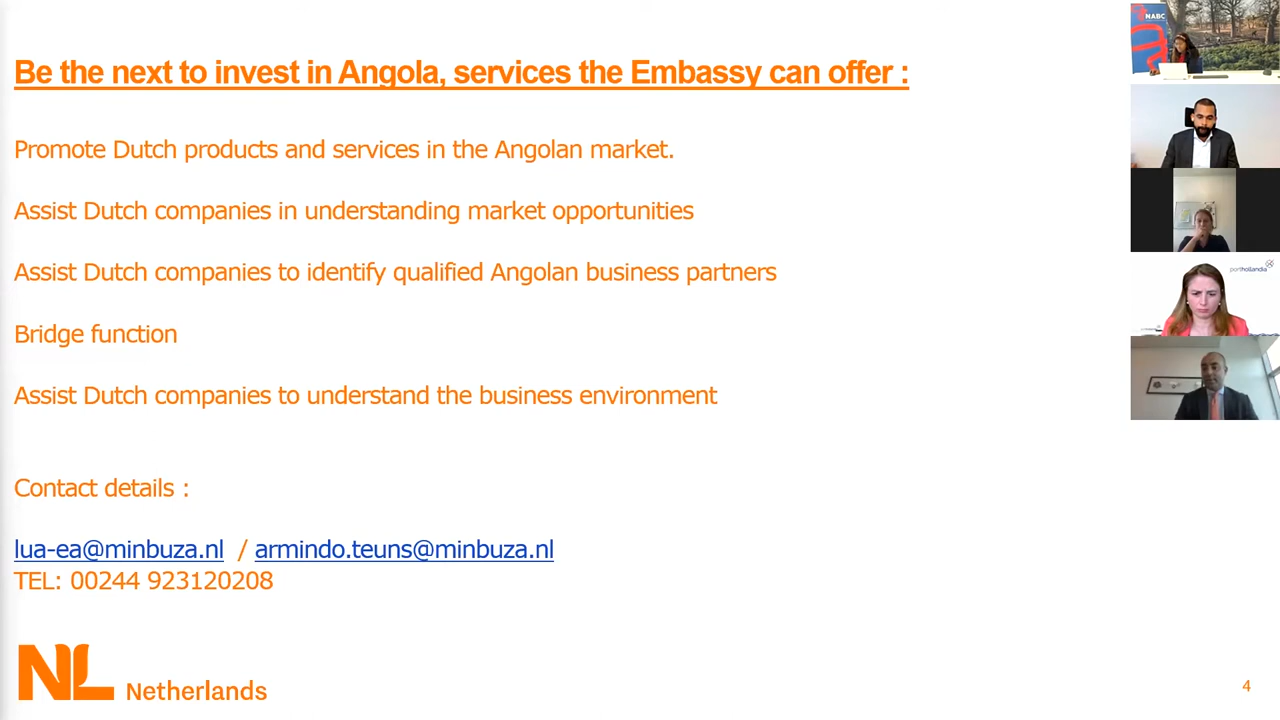 Be the next to invest in Angola, services the Embassy can offer :
Promote Dutch products and services in the Angolan market.
Assist Dutch companies in understanding market opportunities
Assist Dutch companies to identify qualified Angolan business partners
Bridge function
Assist Dutch companies to understand the business environment
Contact details :
lua-ea@minbuza.nl / armindo.teuns@minbuza.nl
TEL: 00244 923120208
NL Netherlands
4
NABC
porthollandia